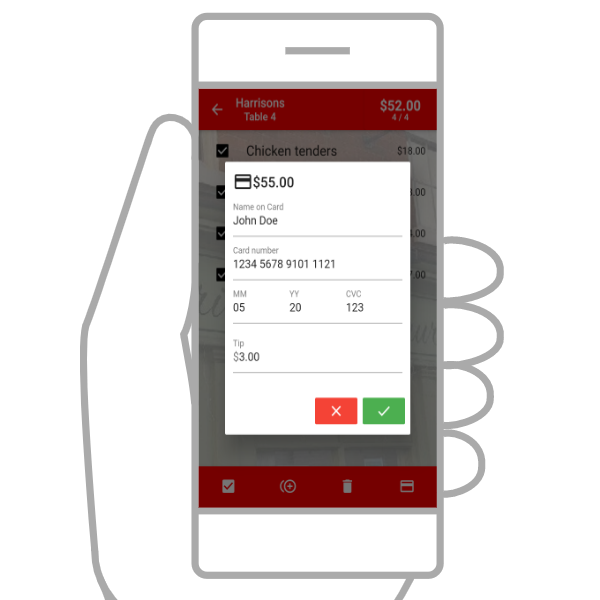 Harrisons $52.00
Table 4 4 / 4
Chicken tenders $18.00
$55.00
Name on Card
John Doe
Card number
1234 5678 9101 1121
MM YY CVC
05 20 123
Tip
$3.00